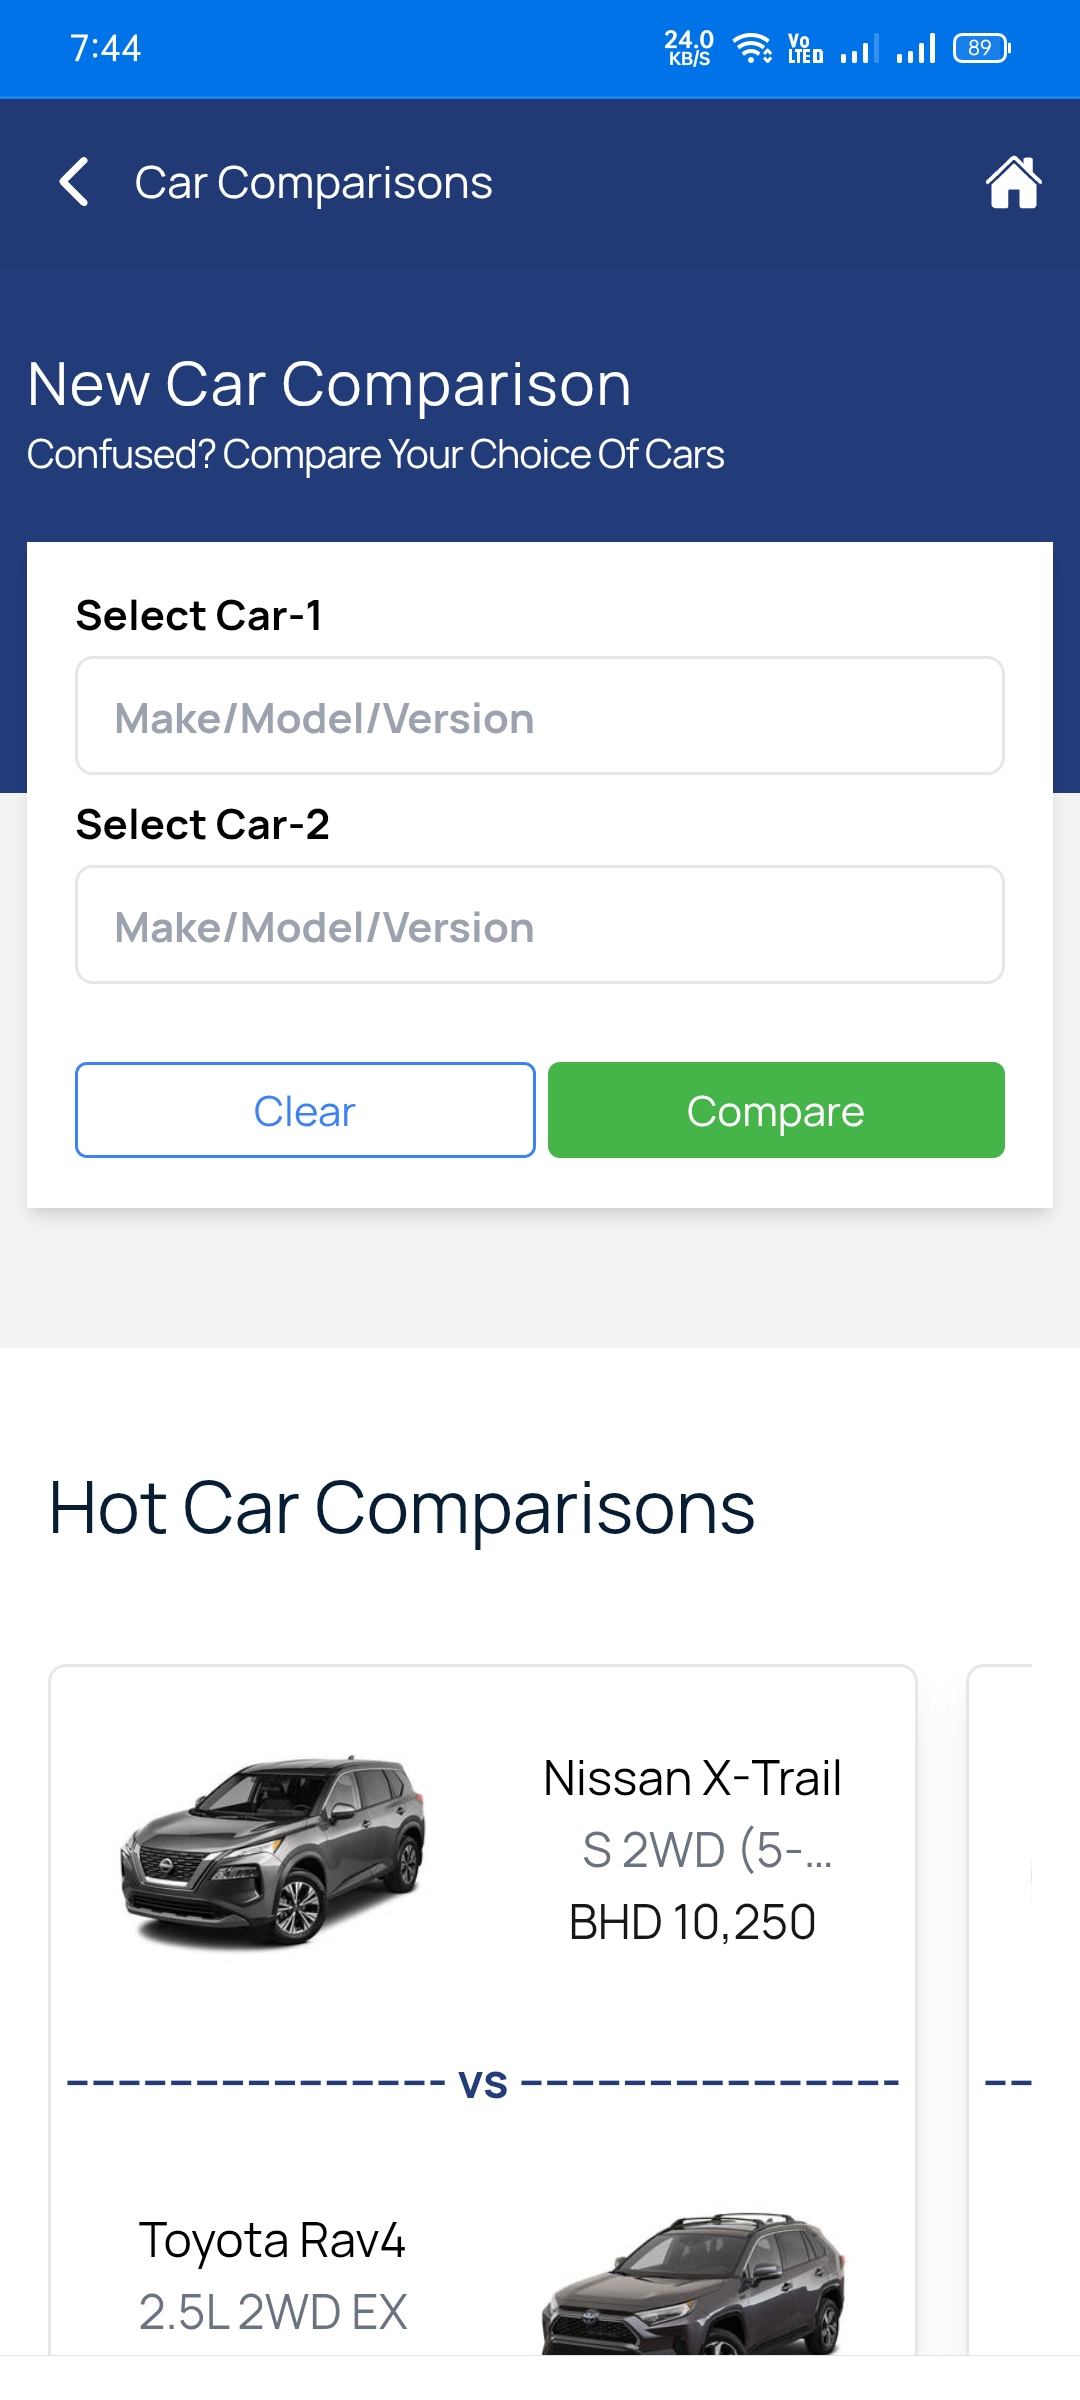 7:44
24.0
KB/S
Vo
LTE D
89
Car Comparisons
New Car Comparison
Confused? Compare Your Choice Of Cars
Select Car-1
Make/Model/Version
Select Car-2
Make/Model/Version
Clear
Compare
Hot Car Comparisons
Nissan X-Trail
S 2WD (5-...
BHD 10,250
vs
Toyota Rav4
2.5L 2WD EX